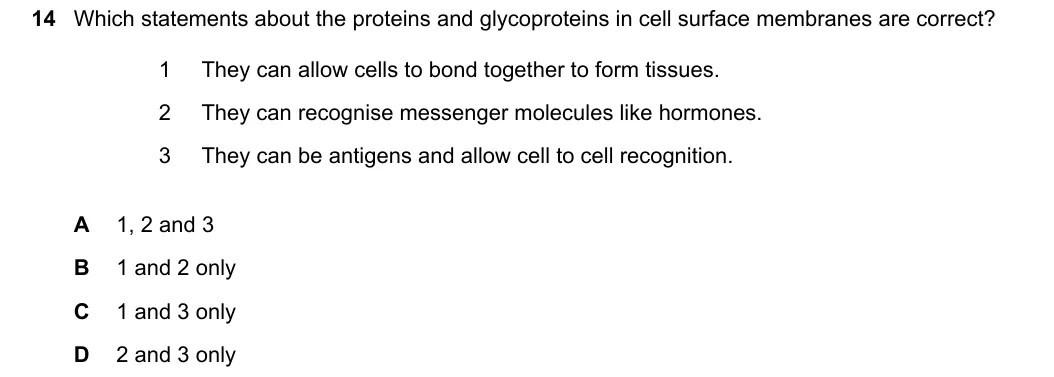 14 Which statements about the proteins and glycoproteins in cell surface membranes are correct?
1 They can allow cells to bond together to form tissues.
2 They can recognise messenger molecules like hormones.
3 They can be antigens and allow cell to cell recognition.
A 1, 2 and 3
B 1 and 2 only
C 1 and 3 only
D 2 and 3 only